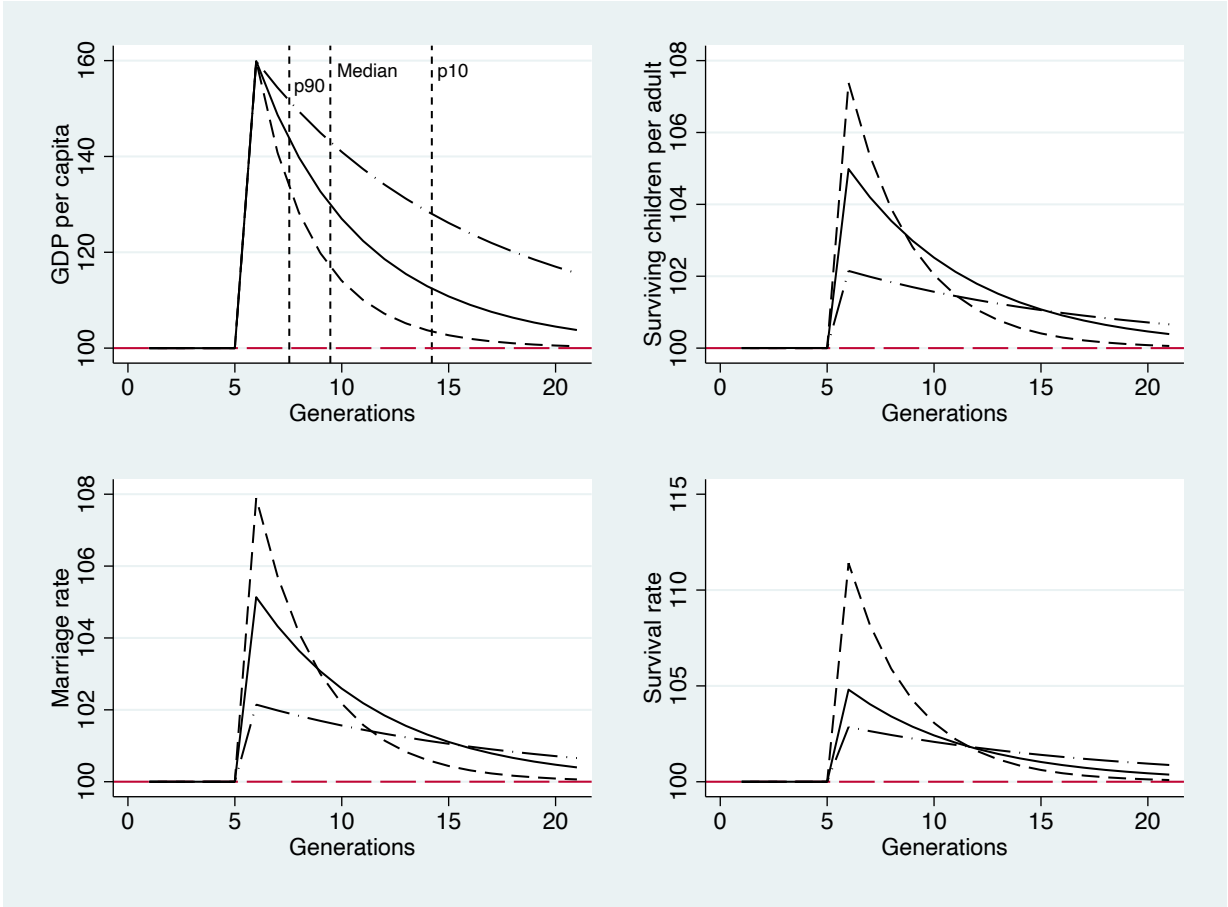 GDP per capita
160
140
120
100
p90
Median
p10
0 5 10 15 20
Generations
Surviving children per adult
108
106
104
102
100
0 5 10 15 20
Generations
Marriage rate
108
106
104
102
100
0 5 10 15 20
Generations
Survival rate
115
110
105
100
0 5 10 15 20
Generations